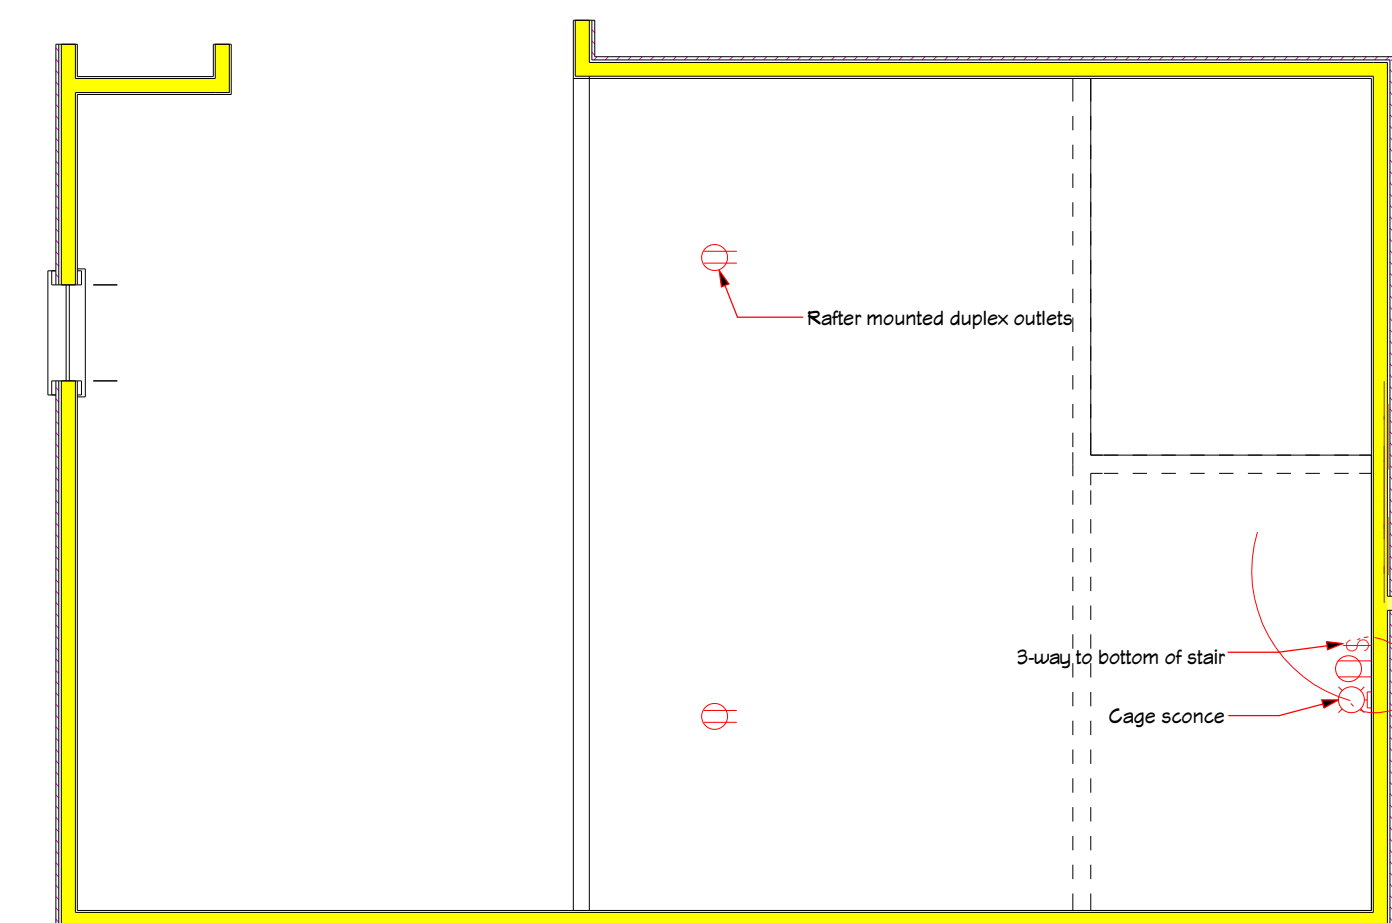 Rafter mounted duplex outlets
3-way to bottom of stair
S
Cage sconce